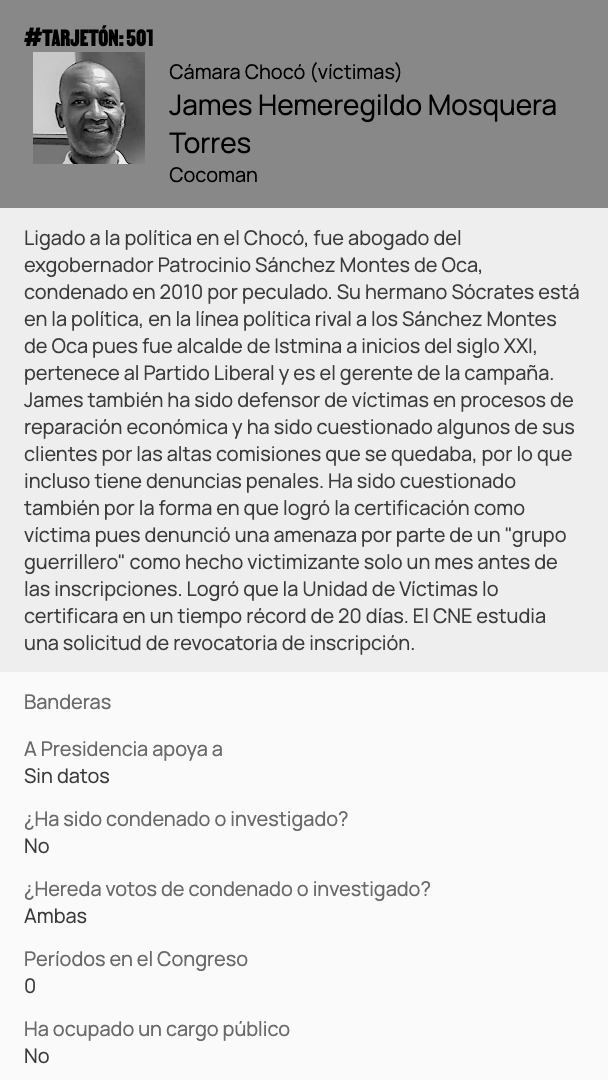 #TARJETÓN: 501
Cámara Chocó (víctimas)
James Hemeregildo Mosquera
Torres
Cocoman
Ligado a la política en el Chocó, fue abogado del
exgobernador Patrocinio Sánchez Montes de Oca,
condenado en 2010 por peculado. Su hermano Sócrates está
en la política, en la línea política rival a los Sánchez Montes
de Oca pues fue alcalde de Istmina a inicios del siglo XXI,
pertenece al Partido Liberal y es el gerente de la campaña.
James también ha sido defensor de víctimas en procesos de
reparación económica y ha sido cuestionado algunos de sus
clientes por las altas comisiones que se quedaba, por lo que
incluso tiene denuncias penales. Ha sido cuestionado
también por la forma en que logró la certificación como
víctima pues denunció una amenaza por parte de un "grupo
guerrillero" como hecho victimizante solo un mes antes de
las inscripciones. Logró que la Unidad de Víctimas lo
certificara en un tiempo récord de 20 días. El CNE estudia
una solicitud de revocatoria de inscripción.
Banderas
A Presidencia apoya a
Sin datos
¿Ha sido condenado o investigado?
No
¿Hereda votos de condenado o investigado?
Ambas
Períodos en el Congreso
0
Ha ocupado un cargo público
No